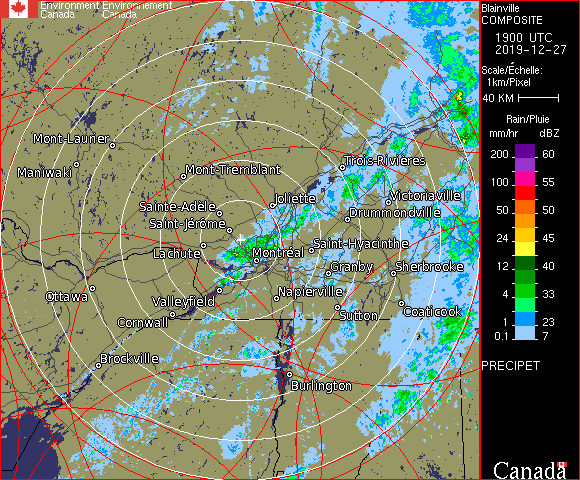 Environment Environnement
Canada Canada
Blainville
COMPOSITE
1900 UTC
2019-12-27
Scale/Échelle:
1km/Pixel
40 KM
Rain/Pluie
mm/hr dBZ
200 60
100 55
50 50
24 45
12 40
4 33
1 23
0.1 7
PRECIPET
Canada
Mont-Laurier
Maniwaki
Mont-Tremblant
Trois-Rivières
Joliette
Victoriaville
Sainte-Adele
Drummondville
Saint-Jérôme
Saint-Hyacinthe
Lachute
Montréal
Granby
Sherbrooke
Ottawa
Valleyfield
Napierville
Coaticook
Sutton
Cornwall
Brockville
Burlington